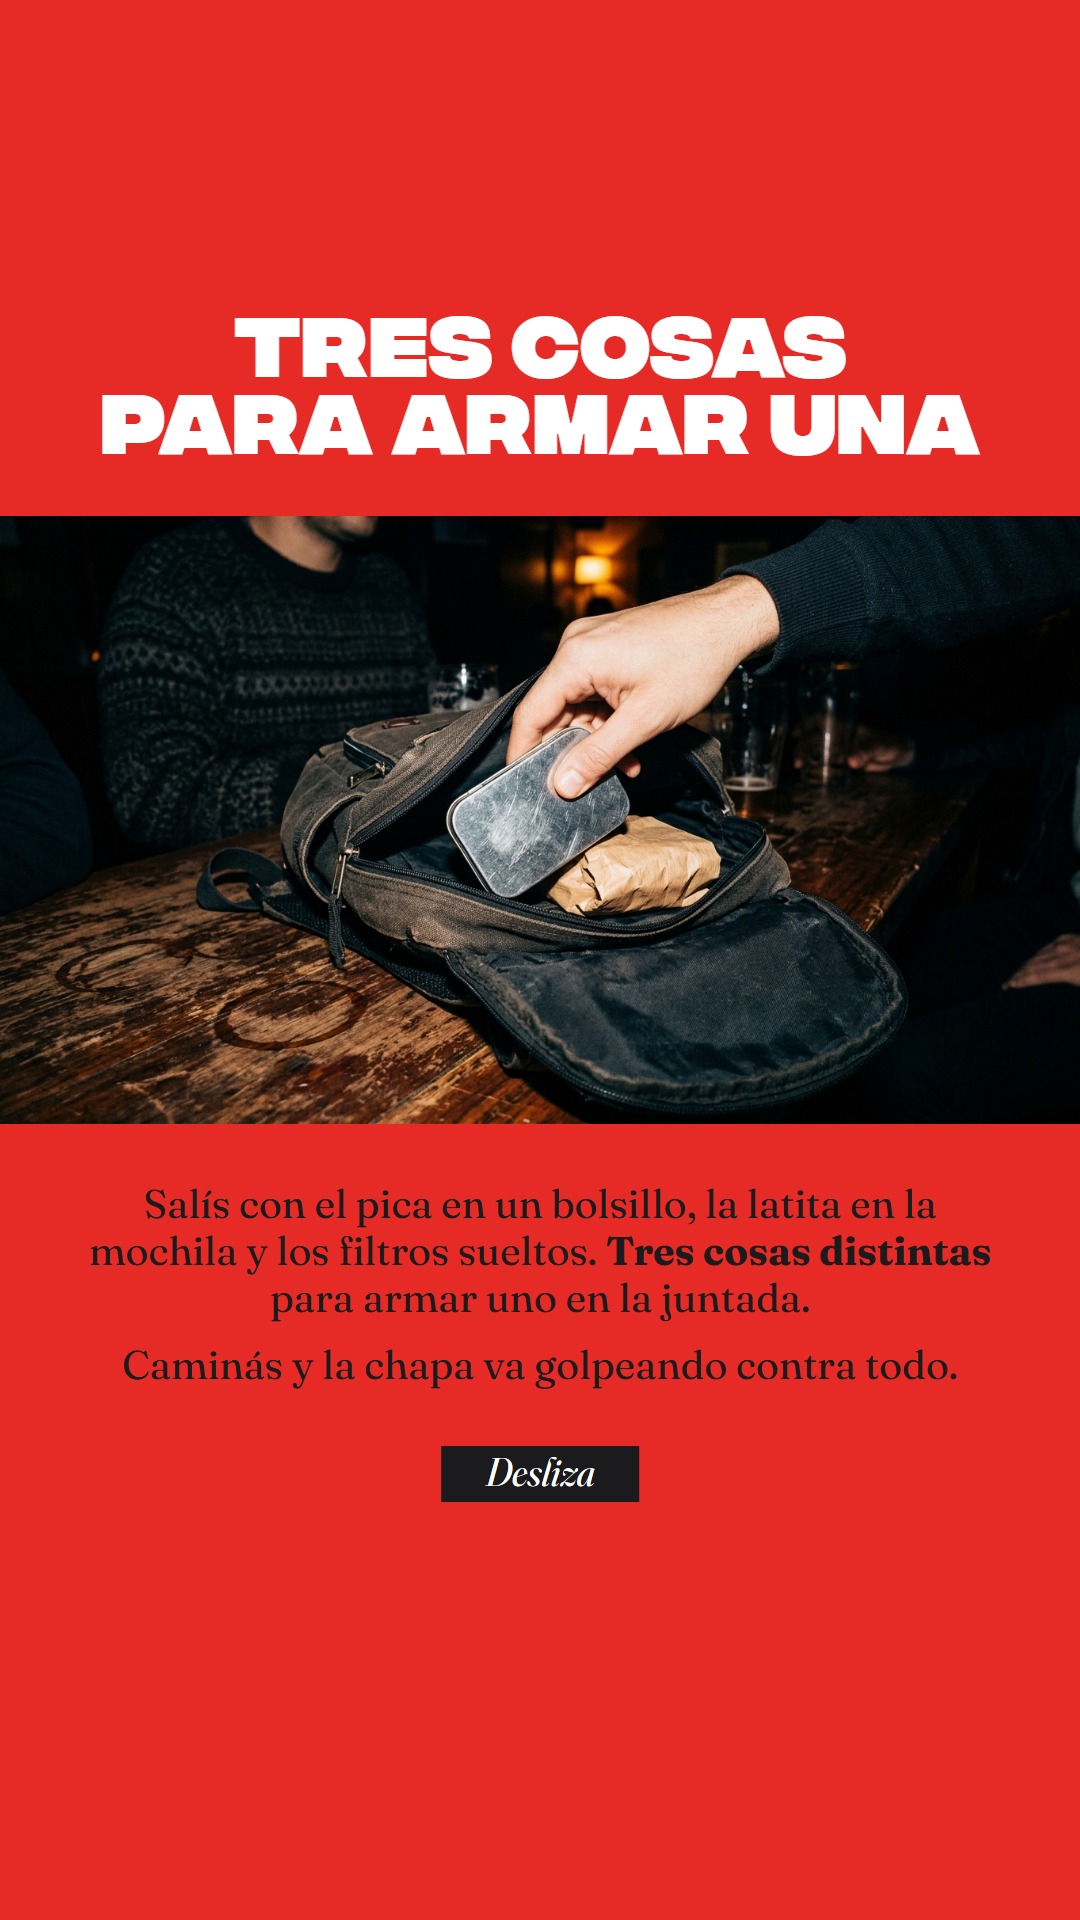 TRES COSAS
PARA ARMAR UNA
Salís con el pica en un bolsillo, la latita en la
mochila y los filtros sueltos. Tres cosas distintas
para armar uno en la juntada.
Caminás y la chapa va golpeando contra todo.
Desliza